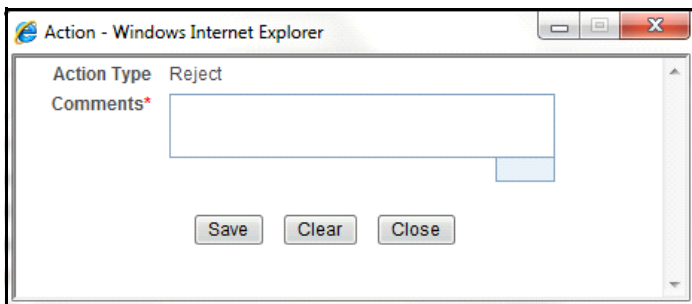 Action - Windows Internet Explorer
Action Type Reject
Comments*
Save Clear Close